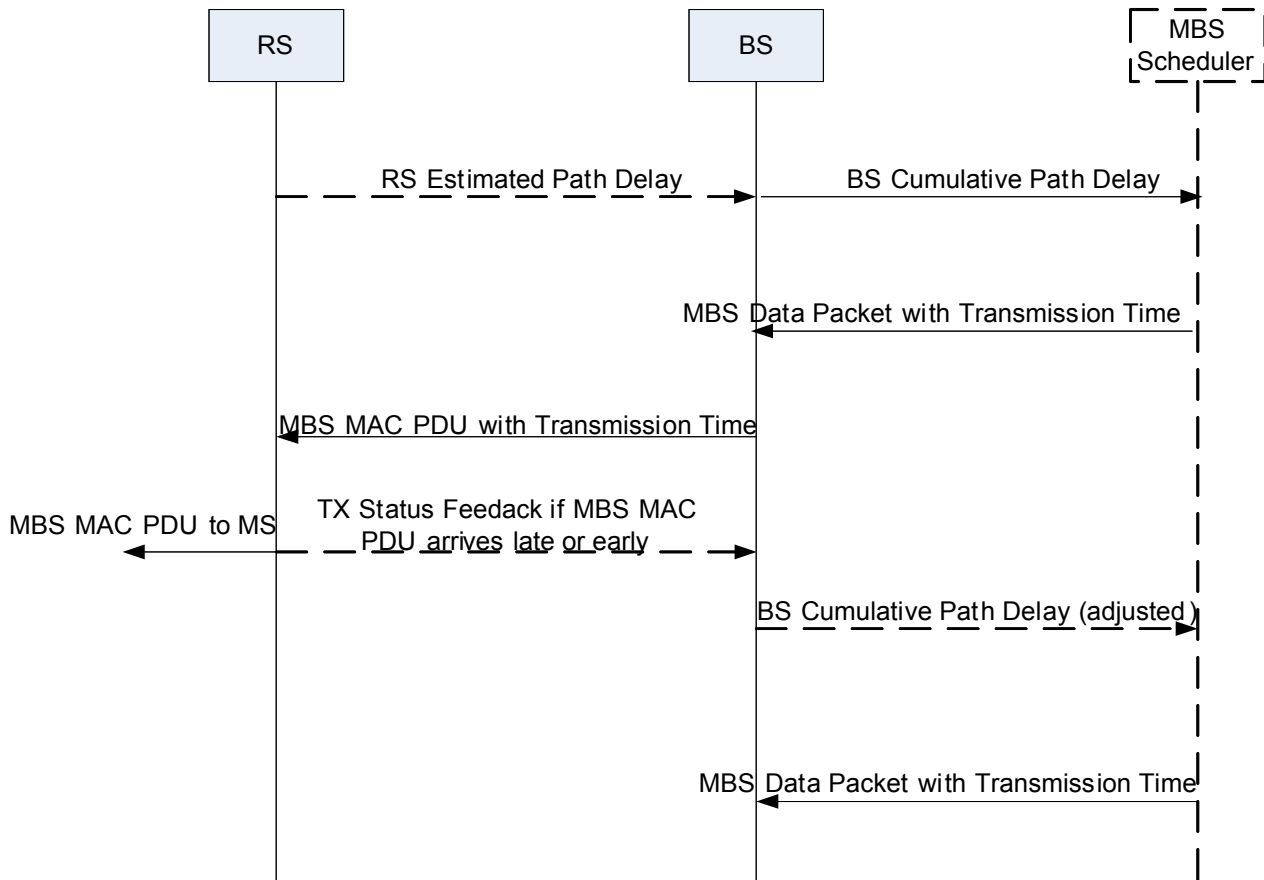 RS
BS
MBS
Scheduler
RS Estimated Path Delay
BS Cumulative Path Delay
MBS Data Packet with Transmission Time
MBS MAC PDU with Transmission Time
MBS MAC PDU to MS
TX Status Feedack if MBS MAC
PDU arrives late or early
BS Cumulative Path Delay (adjusted)
MBS Data Packet with Transmission Time